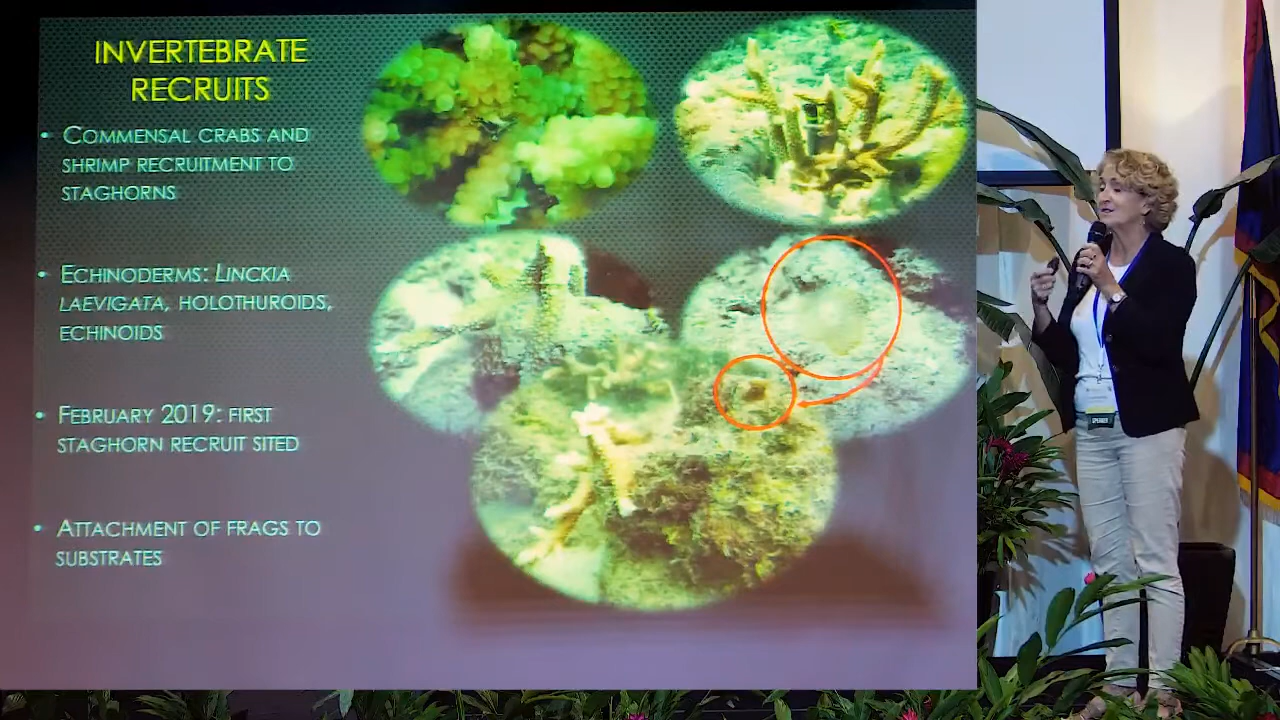 INVERTEBRATE
RECRUITS
• COMMENSAL CRABS AND
SHRIMP RECRUITMENT TO
STAGHORNS
• ECHINODERMS: LINCKIA
LAEVIGATA, HOLOTHUROIDS,
ECHINOIDS
• FEBRUARY 2019: FIRST
STAGHORN RECRUIT SITED
• ATTACHMENT OF FRAGS TO
SUBSTRATES
SPEAKER